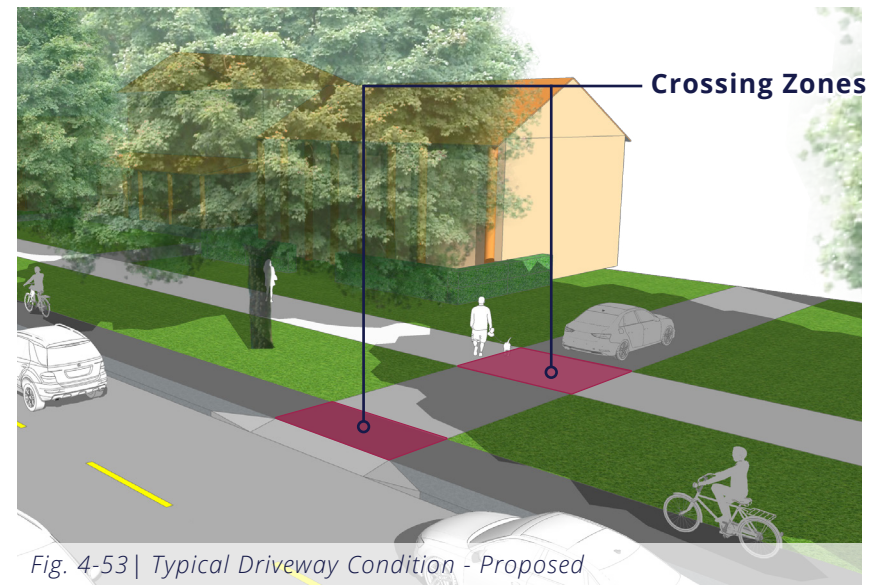 Crossing Zones
Fig. 4-53| Typical Driveway Condition - Proposed